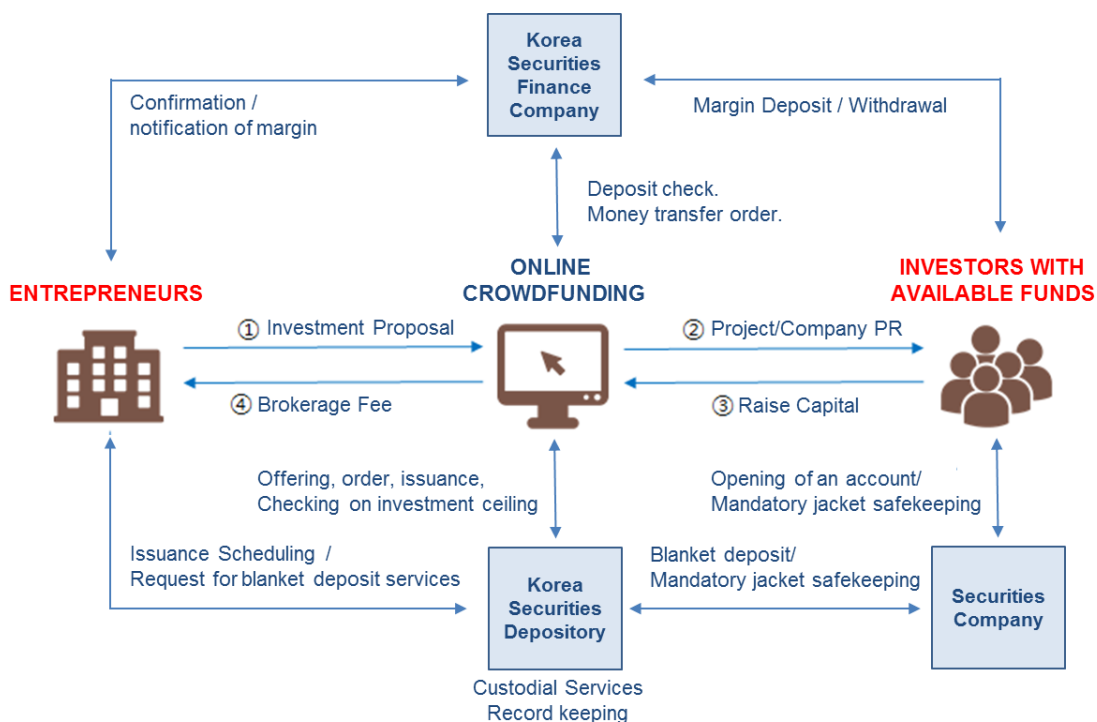 Korea
Securities
Finance
Company
Confirmation /
notification of margin
Margin Deposit / Withdrawal
Deposit check.
Money transfer order.
ENTREPRENEURS
ONLINE
CROWDFUNDING
INVESTORS WITH
AVAILABLE FUNDS
① Investment Proposal
② Project/Company PR
④ Brokerage Fee
③ Raise Capital
Offering, order, issuance,
Checking on investment ceiling
Opening of an account/
Mandatory jacket safekeeping
Issuance Scheduling /
Request for blanket deposit services
Korea
Securities
Depository
Blanket deposit/
Mandatory jacket safekeeping
Securities
Company
Custodial Services
Record keeping